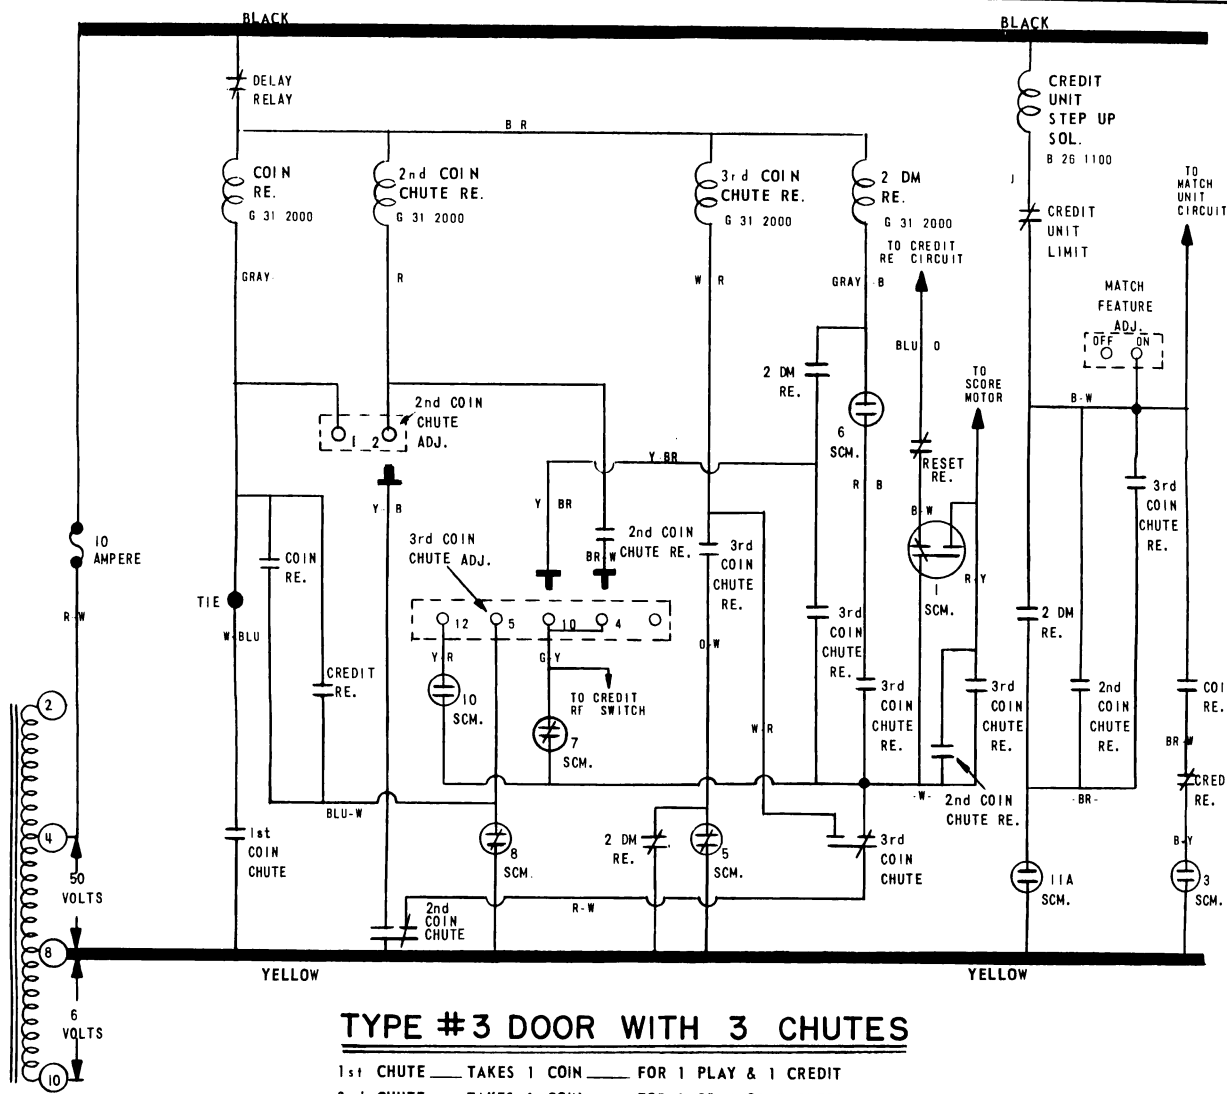 BLACK
BLACK
DELAY
RELAY
CREDIT
UNIT
STEP UP
SOL.
B 26 1100
B R
COIN
RE.
G 31 2000
2nd COIN
CHUTE RE.
G 31 2000
3rd COIN
CHUTE RE.
G 31 2000
2 DM
RE.
G 31 2000
J
CREDIT
UNIT
LIMIT
TO
MATCH
UNIT
CIRCUIT
TO CREDIT
RE CIRCUIT
GRAY
R
W R
GRAY B
MATCH
FEATURE
ADJ.
OFF ON
BLU O
2 DM
RE.
TO
SCORE
MOTOR
B-W
2nd COIN
CHUTE
ADJ.
1 2
6
SCM.
Y BR
RESET
RE.
R B
Y B
Y BR
B W
3rd
COIN
CHUTE
RE.
10
AMPERE
3rd COIN
CHUTE ADJ.
2nd COIN
CHUTE RE.
BR W
3rd
COIN
CHUTE
RE.
COIN
RE.
1
SCM.
R Y
TIE
W BLU
R W
12 5 10 4
3rd
COIN
CHUTE
RE.
2 DM
RE.
O W
Y R
G Y
CREDIT
RE.
10
SCM.
TO CREDIT
RE SWITCH
3rd
COIN
CHUTE
RE.
3rd
COIN
CHUTE
RE.
2nd
COIN
CHUTE
RE.
RE.
2
7
SCM.
W R
BR W
RE.
-W-
2nd COIN
CHUTE RE.
-BR-
BLU-W
4
1st
COIN
CHUTE
8
SCM.
2 DM
RE.
5
SCM.
3rd
COIN
CHUTE
B-Y
50
VOLTS
11A
SCM.
3
SCM.
2nd
COIN
CHUTE
R-W
8
YELLOW
YELLOW
6
VOLTS
10
TYPE #3 DOOR WITH 3 CHUTES
1st CHUTE ___ TAKES 1 COIN ___ FOR 1 PLAY & 1 CREDIT